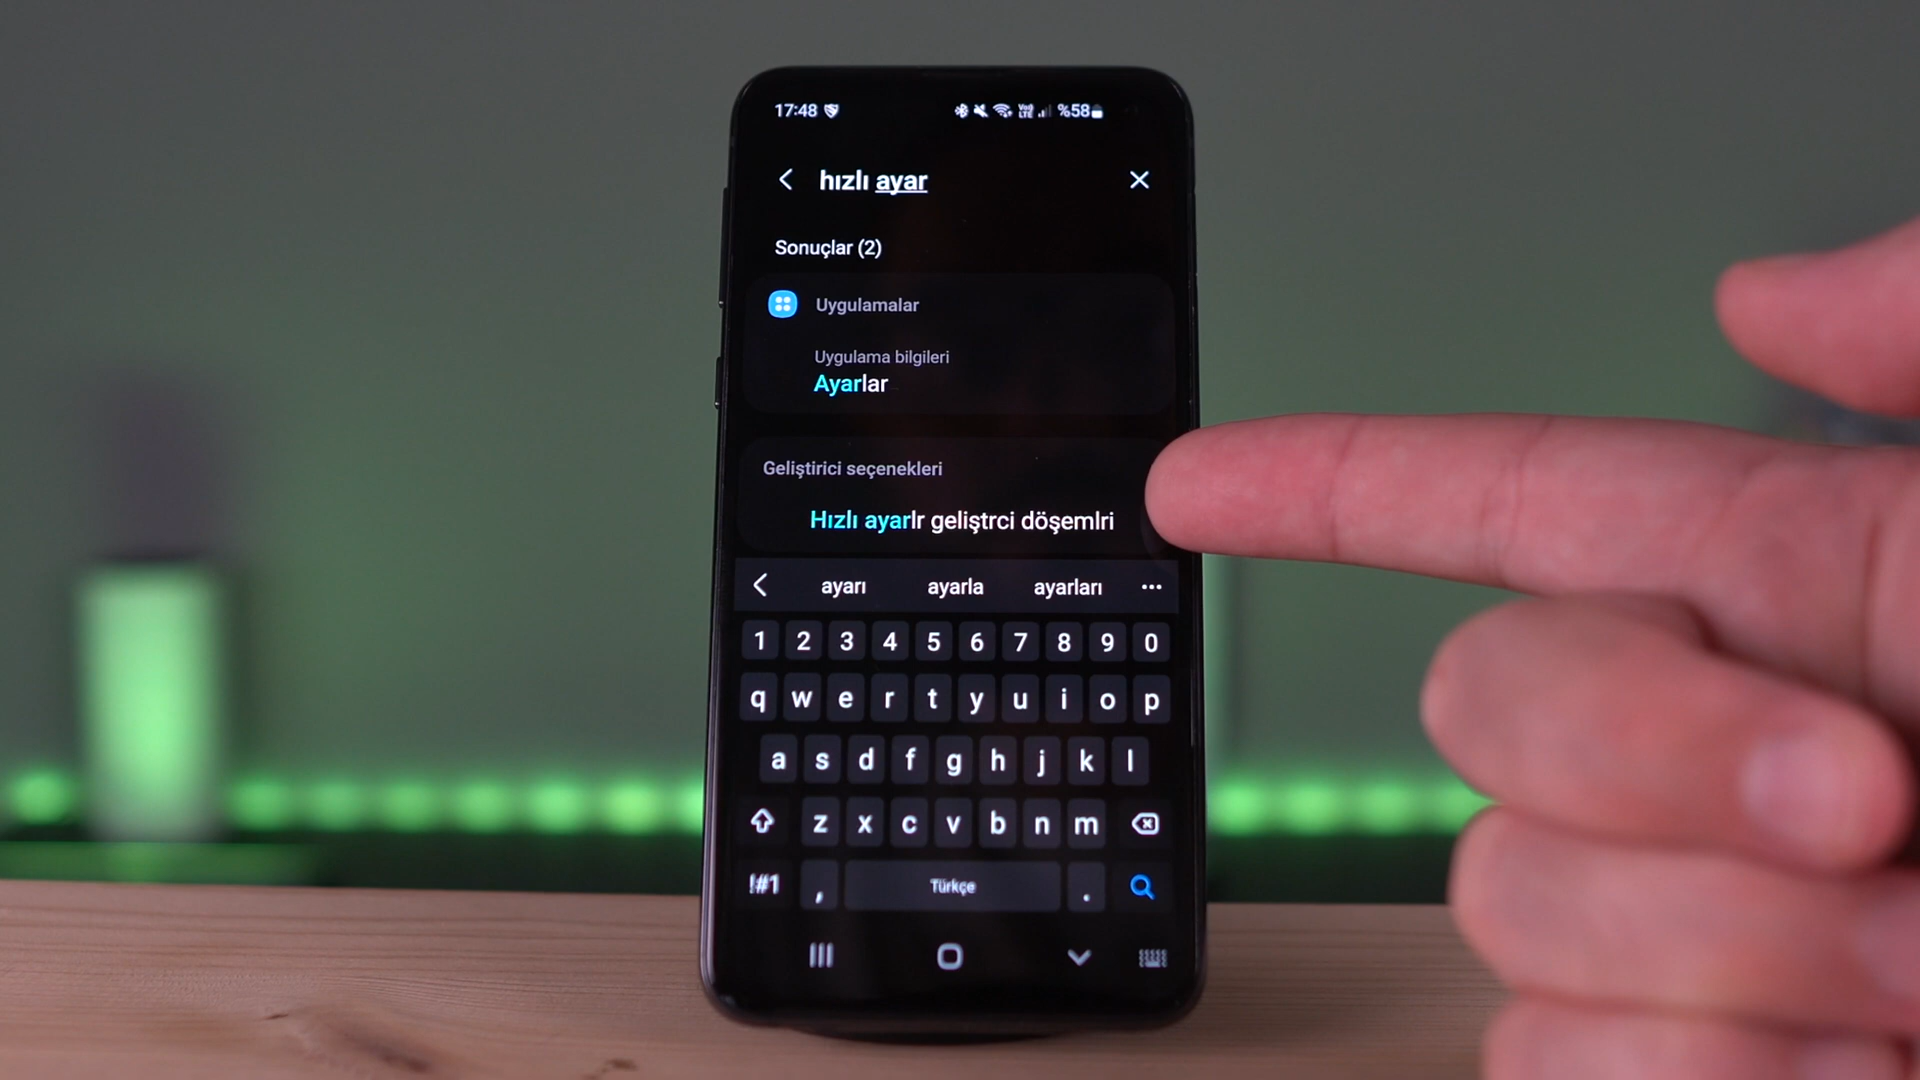 17:48 %58
hızlı ayar
Sonuçlar (2)
Uygulamalar
Uygulama bilgileri
Ayarlar
Geliştirici seçenekleri
Hızlı ayarlr geliştrci döşemlri
ayarı ayarla ayarları
1 2 3 4 5 6 7 8 9 0
q w e r t y u i o p
a s d f g h j k l
z x c v b n m
!#1 , Türkçe .